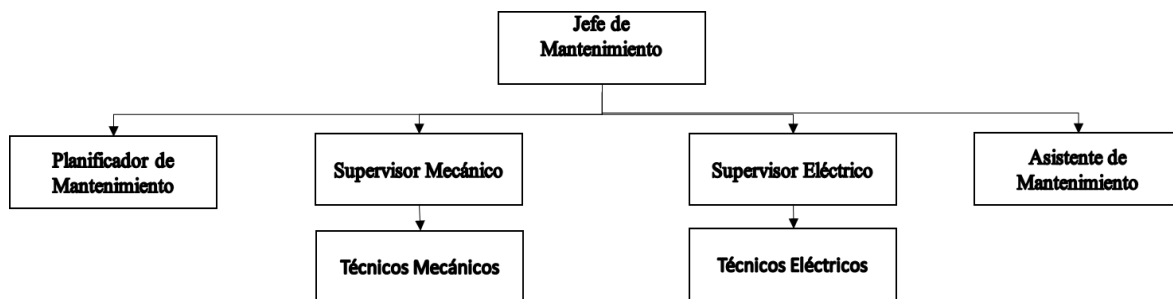 Jefe de
Mantenimiento
Planificador de
Mantenimiento
Supervisor Mecánico
Supervisor Eléctrico
Asistente de
Mantenimiento
Técnicos Mecánicos
Técnicos Eléctricos